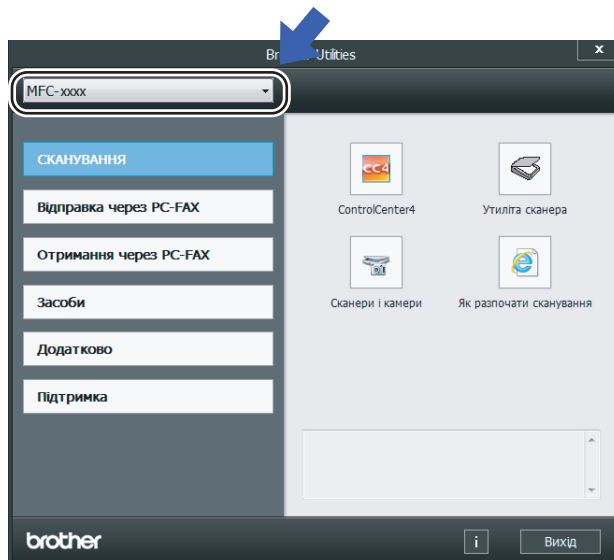 Br Utilities
x
MFC-xxxx
СКАНУВАННЯ
Відправка через PC-FAX
Отримання через PC-FAX
Засоби
Додатково
Підтримка
CC4
ControlCenter4
Утиліта сканера
Сканери і камери
Як разпочати сканування
brother
i
Вихід